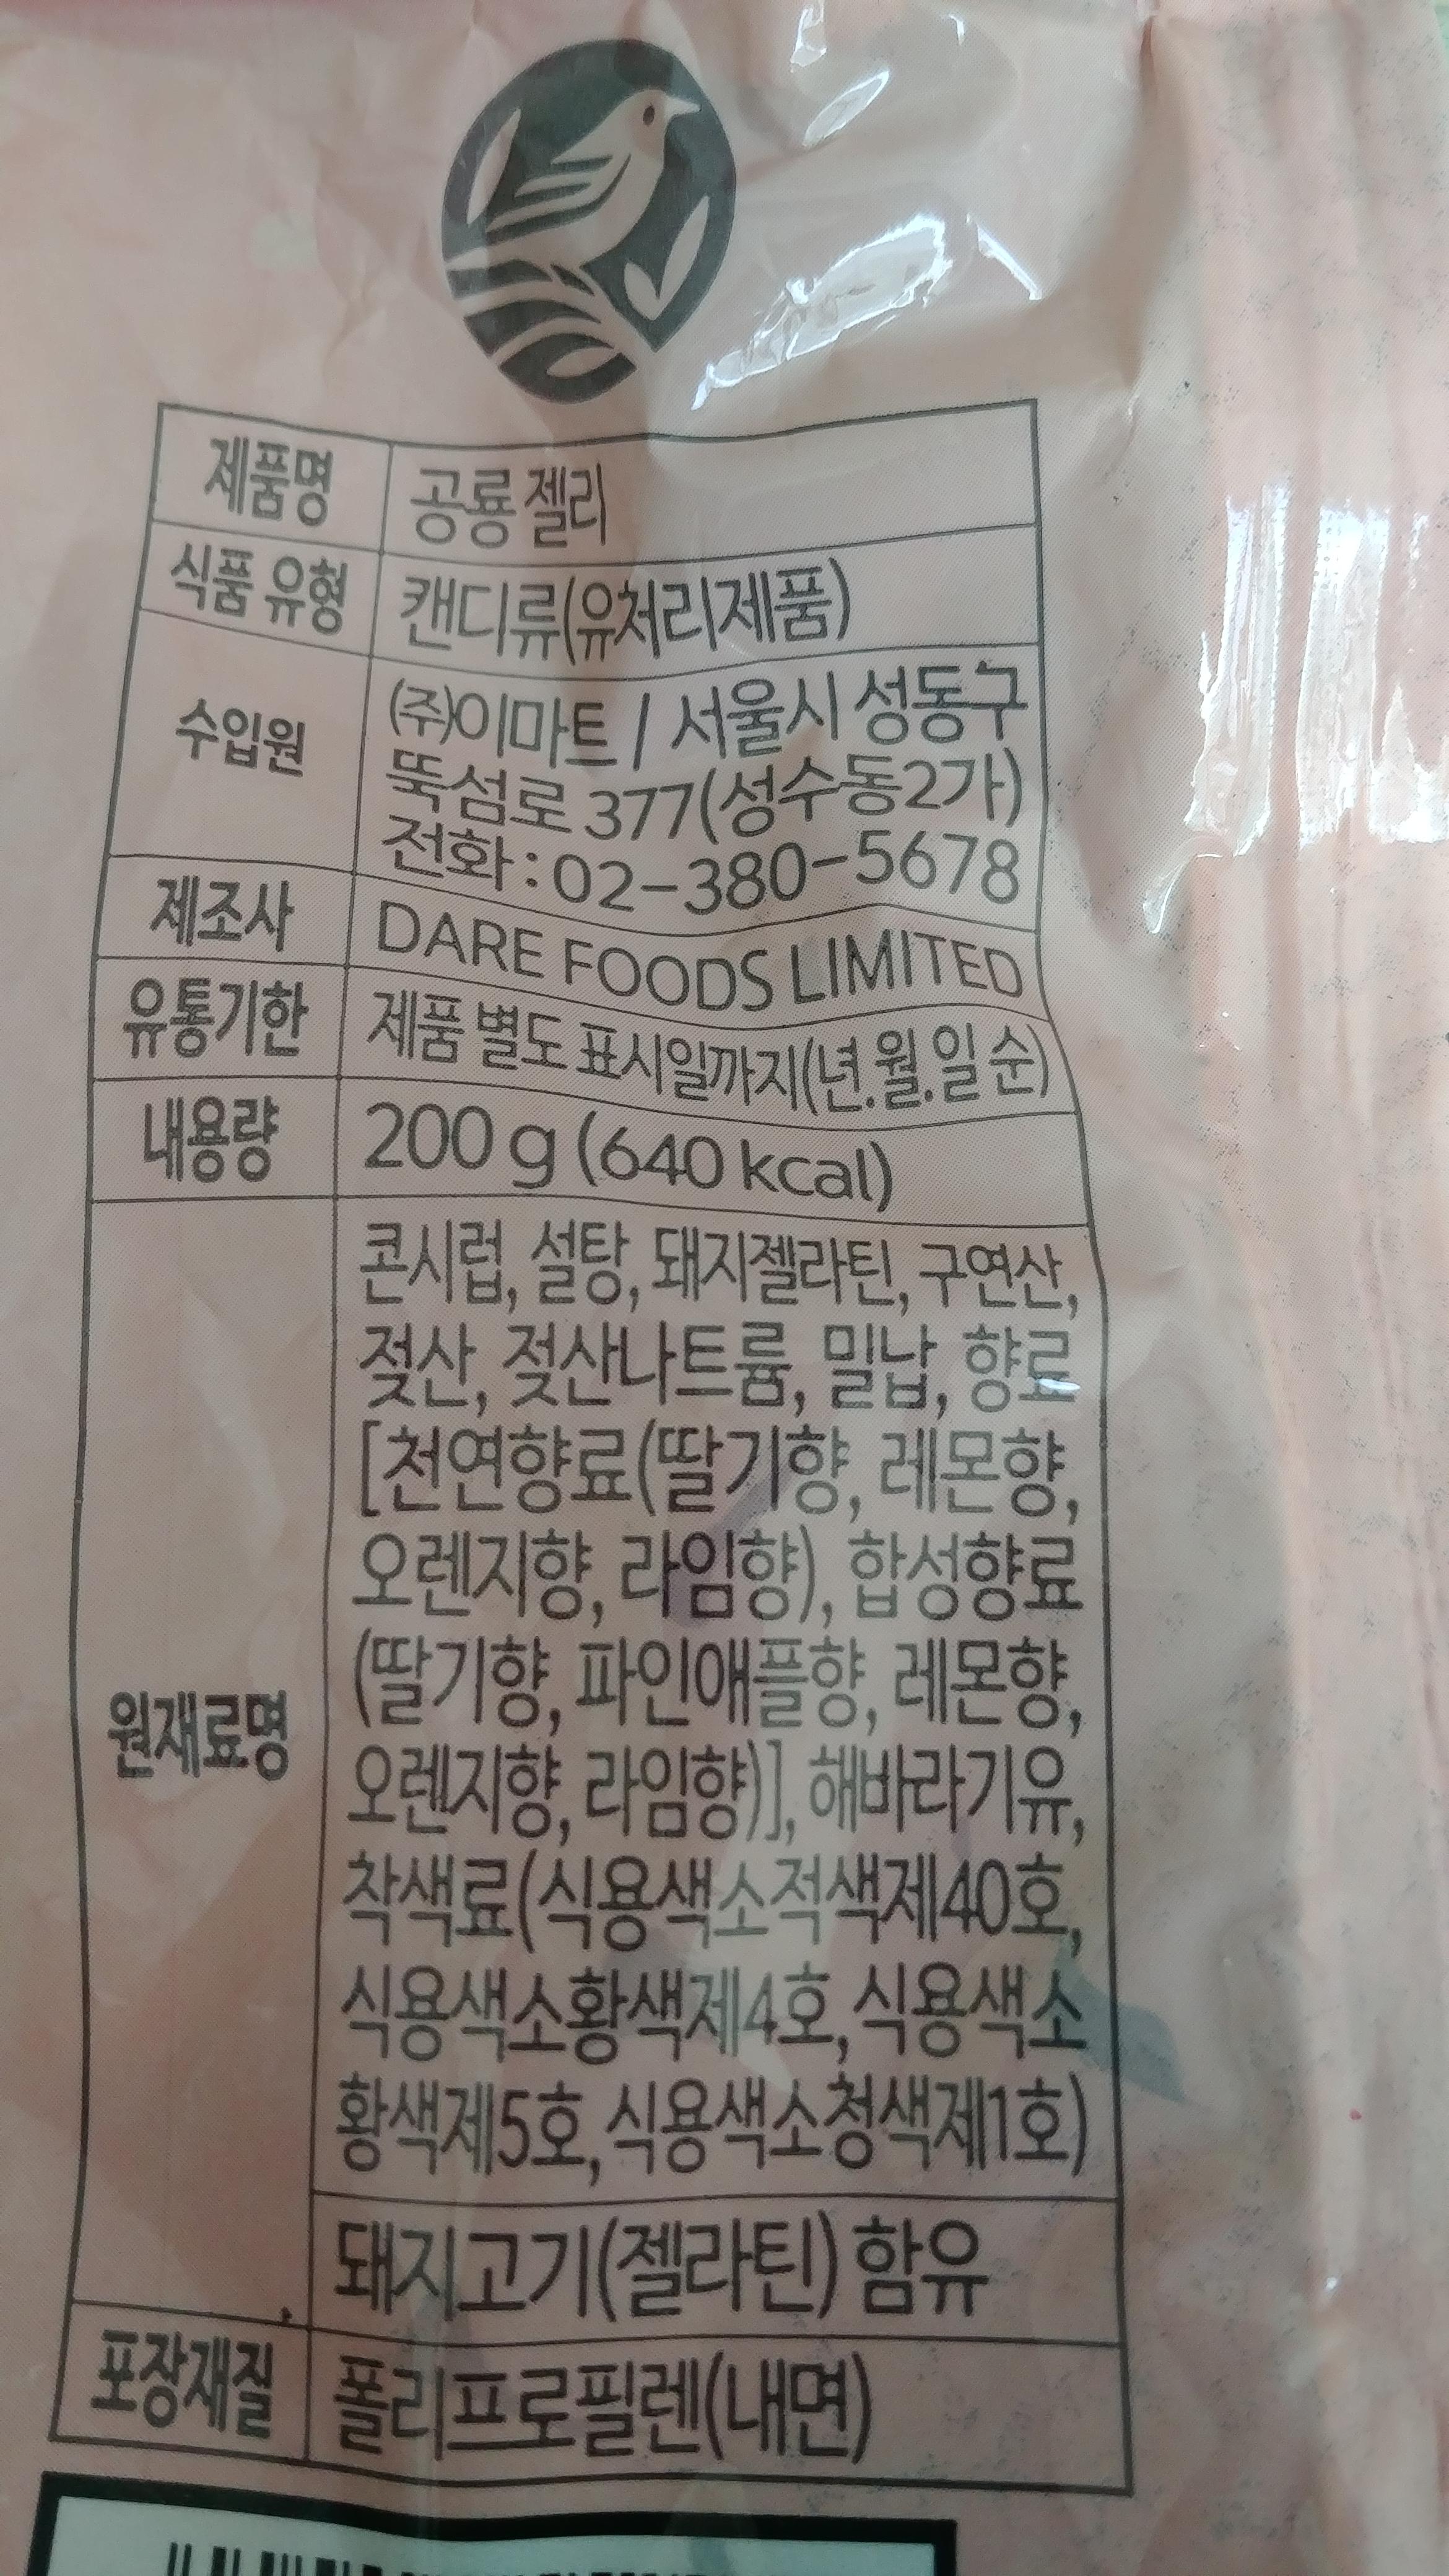 제품명 공룡 젤리
식품 유형 캔디류(유처리제품)
수입원 (주)이마트 / 서울시 성동구
뚝섬로 377(성수동2가)
전화 : 02-380-5678
제조사 DARE FOODS LIMITED
유통기한 제품 별도 표시일까지(년.월.일 순)
내용량 200 g (640 kcal)
원재료명 콘시럽, 설탕, 돼지젤라틴, 구연산,
젖산, 젖산나트륨, 밀납, 향료
[천연향료(딸기향, 레몬향,
오렌지향, 라임향), 합성향료
(딸기향, 파인애플향, 레몬향,
오렌지향, 라임향)], 해바라기유,
착색료(식용색소적색제40호,
식용색소황색제4호, 식용색소
황색제5호, 식용색소청색제1호)
돼지고기(젤라틴) 함유
포장재질 폴리프로필렌(내면)